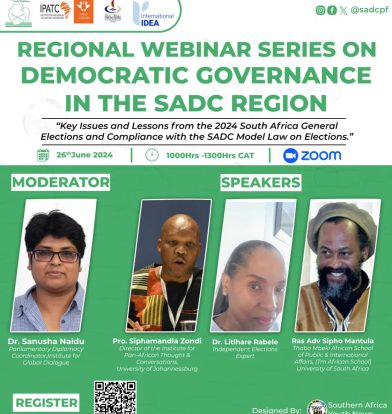 IPATC
International
IDEA
@sadcpf
REGIONAL WEBINAR SERIES ON
DEMOCRATIC GOVERNANCE
IN THE SADC REGION
“Key Issues and Lessons from the 2024 South Africa General
Elections and Compliance with the SADC Model Law on Elections.”
26th June 2024
1000Hrs -1300Hrs CAT
zoom
MODERATOR
SPEAKERS
Dr. Sanusha Naidu
Parliamentary Diplomacy
Coordinator,Institute for
Global Dialogue
Pro. Siphamandla Zondi
Director of the Institute for
Pan-African Thought &
Conversations,
University of Johannesburg
Dr. Litlhare Rabele
Independent Elections
Expert
Ras Adv Sipho Mantula
Thabo Mbeki African School
of Public & International
Affairs, (Tm African School)
University of South Africa
REGISTER
Designed By:
Southern Africa